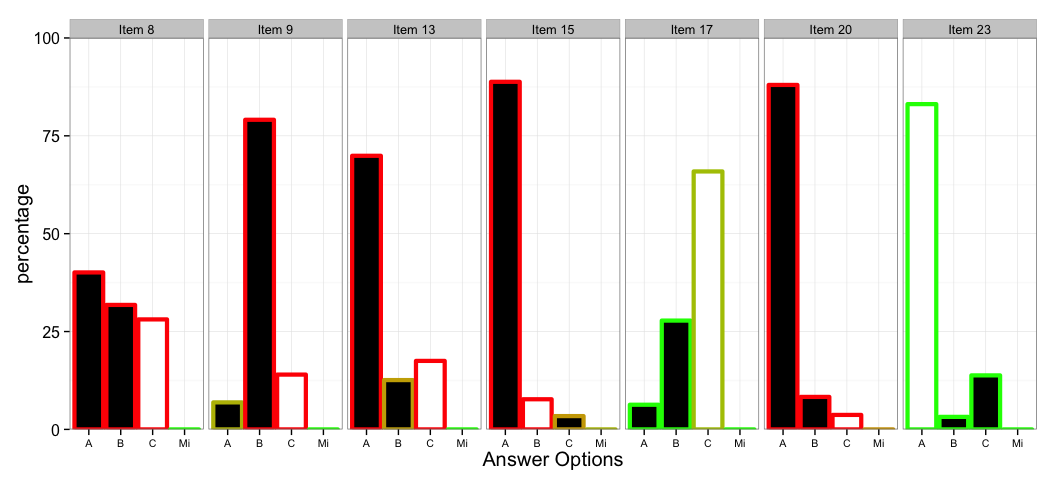 Item 8 Item 9 Item 13 Item 15 Item 17 Item 20 Item 23
100
75
50
25
0
percentage
A B C Mi A B C Mi A B C Mi A B C Mi A B C Mi A B C Mi A B C Mi
Answer Options